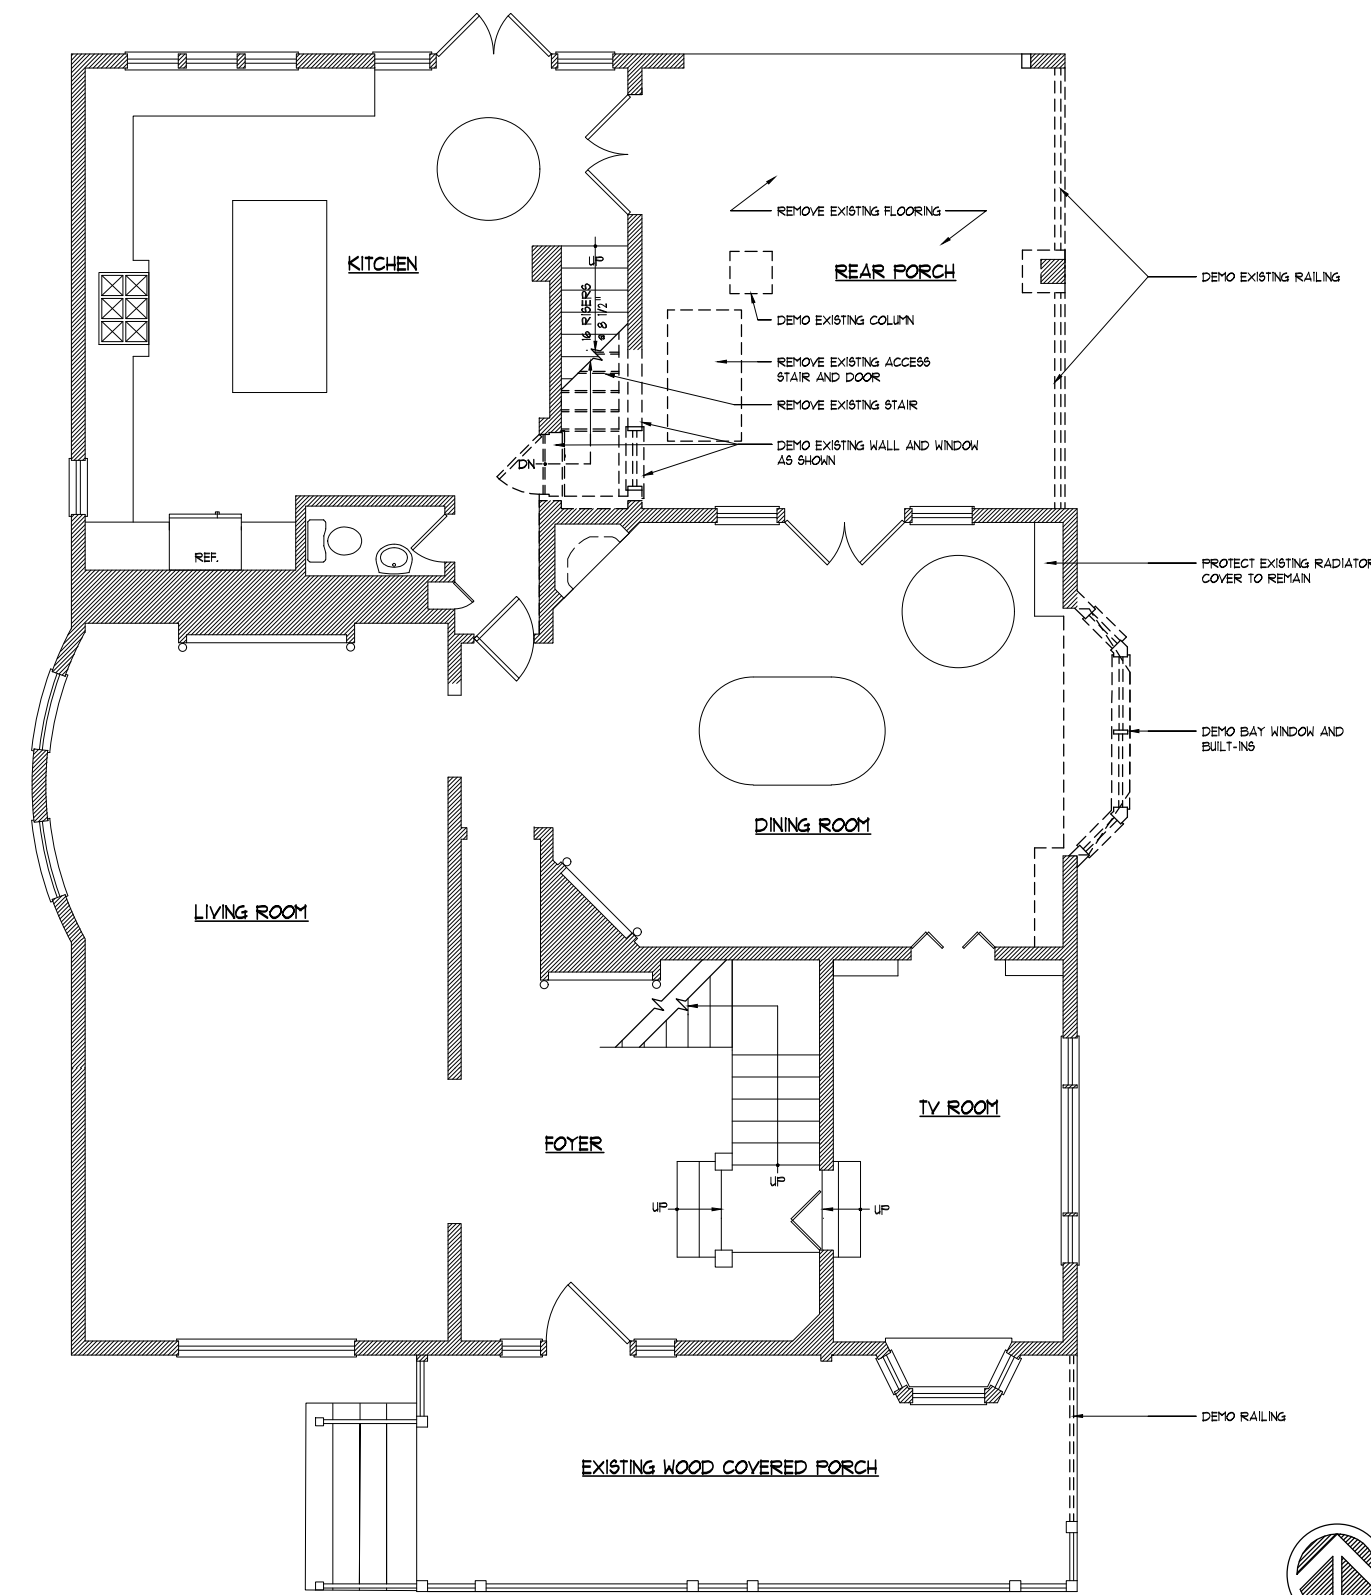 REMOVE EXISTING FLOORING
KITCHEN
UP
REAR PORCH
DEMO EXISTING RAILING
16 RISERS
@ 8 1/2"
DEMO EXISTING COLUMN
REMOVE EXISTING ACCESS
STAIR AND DOOR
REMOVE EXISTING STAIR
DEMO EXISTING WALL AND WINDOW
AS SHOWN
DN
REF.
PROTECT EXISTING RADIATOR
COVER TO REMAIN
DEMO BAY WINDOW AND
BUILT-INS
DINING ROOM
LIVING ROOM
TV ROOM
FOYER
UP
UP
UP
DEMO RAILING
EXISTING WOOD COVERED PORCH